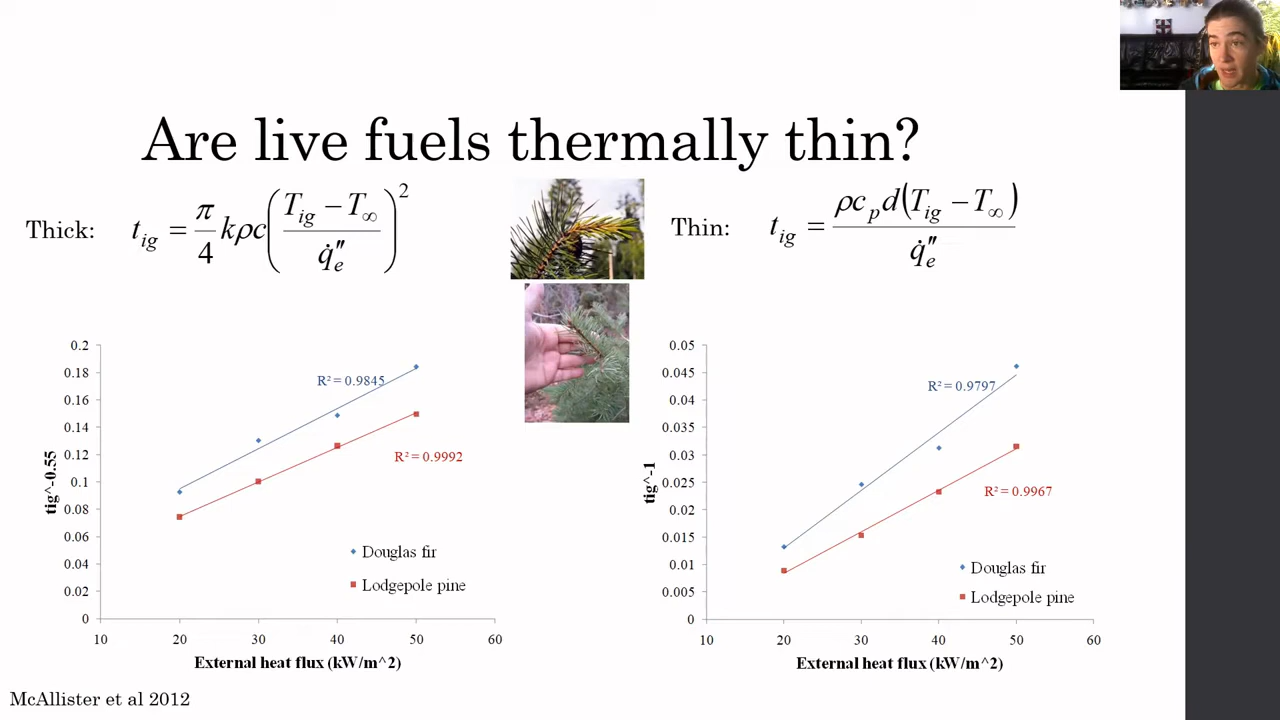 Are live fuels thermally thin?
Thick: t_ig = π/4 kρc((T_ig − T_∞)/q̇″_e)²
Thin: t_ig = ρc_p d(T_ig − T_∞)/q̇″_e
0.2
0.18
0.16
0.14
0.12
0.1
0.08
0.06
0.04
0.02
0
tig^-0.55
R² = 0.9845
R² = 0.9992
Douglas fir
Lodgepole pine
10 20 30 40 50 60
External heat flux (kW/m^2)
0.05
0.045
0.04
0.035
0.03
0.025
0.02
0.015
0.01
0.005
0
tig^-1
R² = 0.9797
R² = 0.9967
Douglas fir
Lodgepole pine
10 20 30 40 50 60
External heat flux (kW/m^2)
McAllister et al 2012